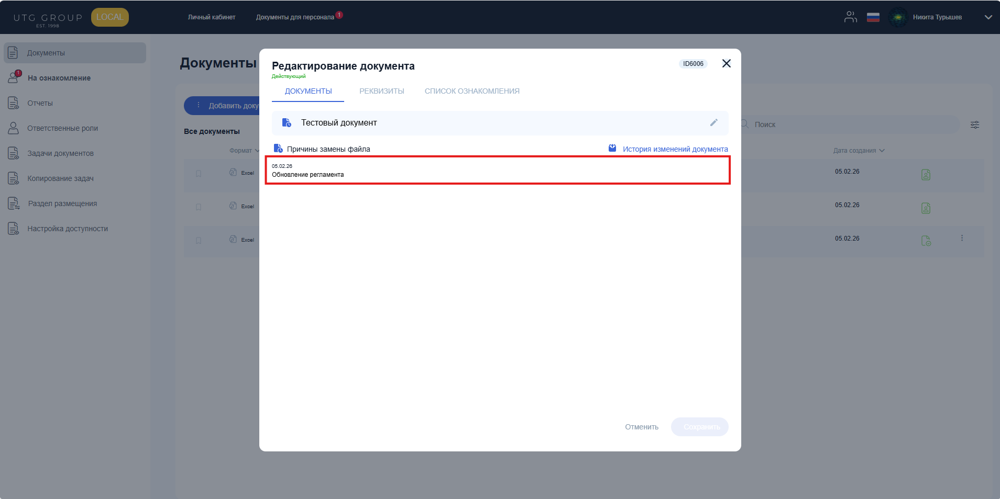 UTG GROUP
EST. 1998
LOCAL
Личный кабинет
Документы для персонала
1
Никита Турышев
Документы
1
На ознакомление
Отчеты
Ответственные роли
Задачи документов
Копирование задач
Раздел размещения
Настройка доступности
Документы
Добавить доку
Все документы
Поиск
Формат
Дата создания
Excel
05.02.26
Excel
05.02.26
Excel
05.02.26
Редактирование документа
ID6006
Действующий
ДОКУМЕНТЫ
РЕКВИЗИТЫ
СПИСОК ОЗНАКОМЛЕНИЯ
Тестовый документ
Причины замены файла
История изменений документа
05.02.26
Обновление регламента
Отменить
Сохранить